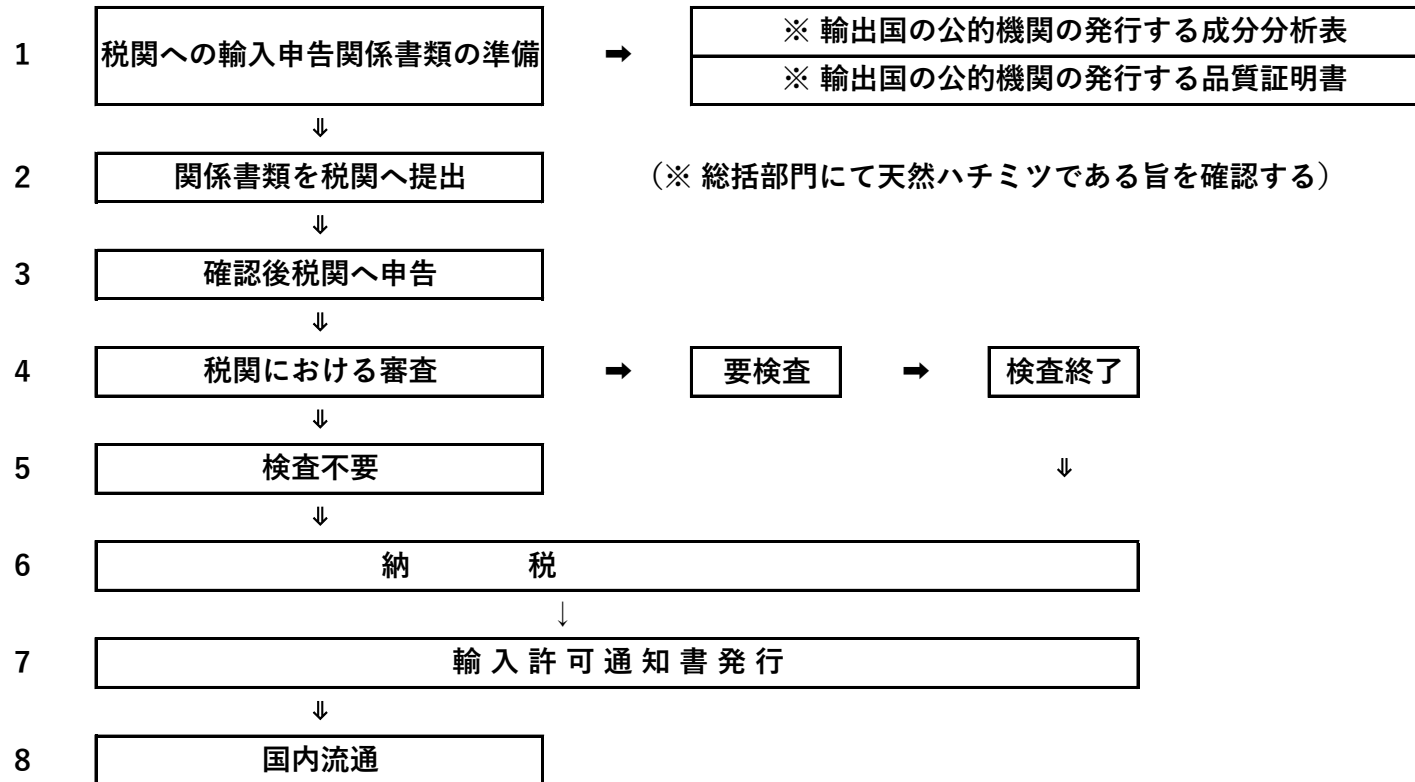 1 税関への輸入申告関係書類の準備 ➡ ※ 輸出国の公的機関の発行する成分分析表
※ 輸出国の公的機関の発行する品質証明書
⇓
2 関係書類を税関へ提出 (※ 総括部門にて天然ハチミツである旨を確認する)
⇓
3 確認後税関へ申告
⇓
4 税関における審査 ➡ 要検査 ➡ 検査終了
⇓
5 検査不要 ⇓
⇓
6 納 税
↓
7 輸 入 許 可 通 知 書 発 行
⇓
8 国内流通